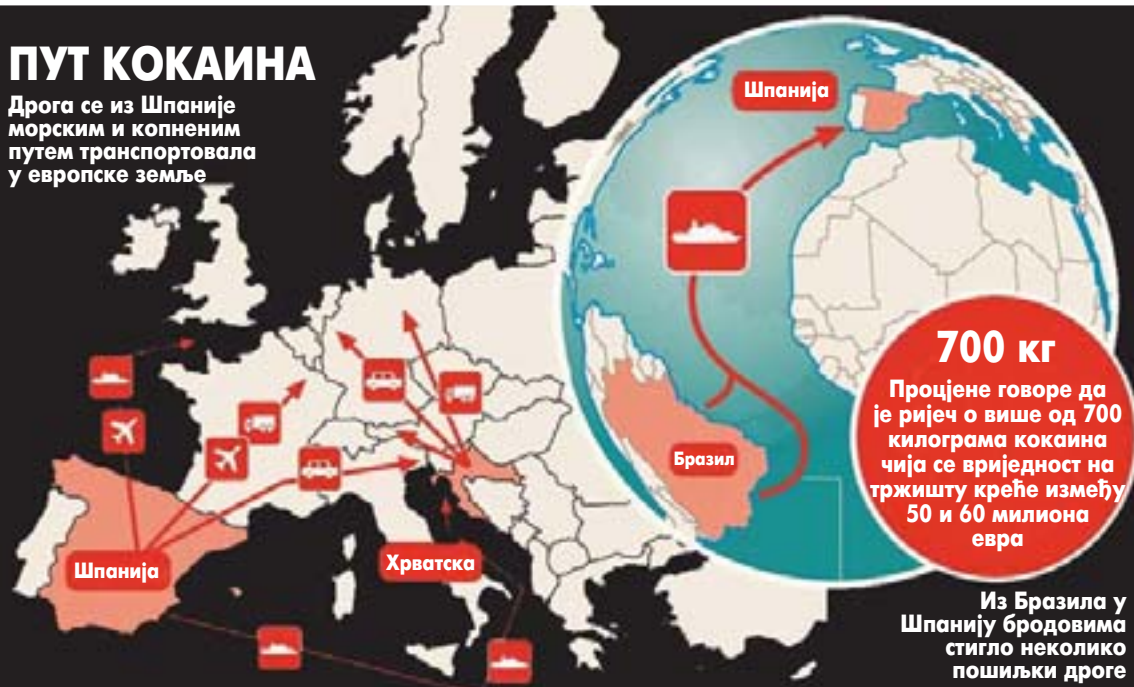 ПУТ КОКАИНА
Дрога се из Шпаније
морским и копненим
путем транспортовала
у европске земље
Шпанија
Бразил
700 кг
Процјене говоре да
је ријеч о више од 700
килограма кокаина
чија се вриједност на
тржишту креће између
50 и 60 милиона
евра
Шпанија
Хрватска
Из Бразила у
Шпанију бродовима
стигло неколико
пошиљки дроге